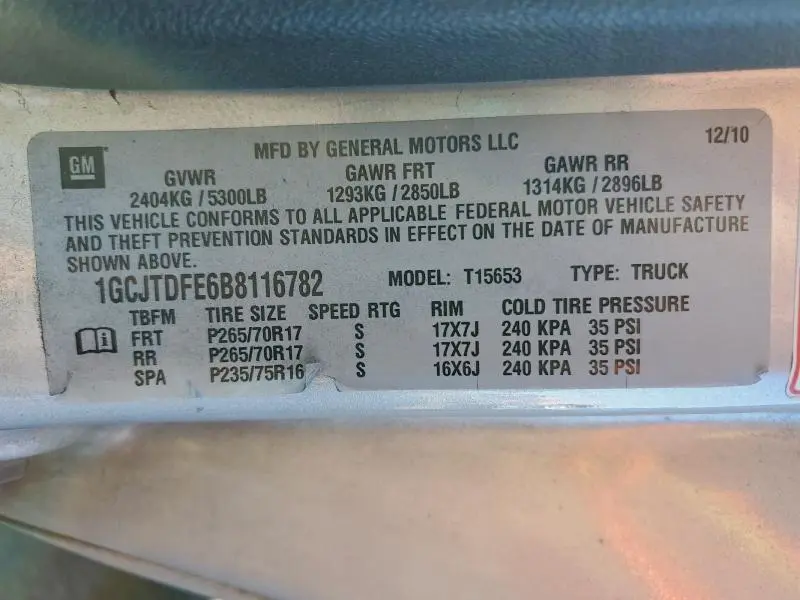 GM
MFD BY GENERAL MOTORS LLC 12/10
GVWR GAWR FRT GAWR RR
2404KG / 5300LB 1293KG / 2850LB 1314KG / 2896LB
THIS VEHICLE CONFORMS TO ALL APPLICABLE FEDERAL MOTOR VEHICLE SAFETY
AND THEFT PREVENTION STANDARDS IN EFFECT ON THE DATE OF MANUFACTURE
SHOWN ABOVE.
1GCJTDFE6B8116782 MODEL: T15653 TYPE: TRUCK
TBFM TIRE SIZE SPEED RTG RIM COLD TIRE PRESSURE
FRT P265/70R17 S 17X7J 240 KPA 35 PSI
RR P265/70R17 S 17X7J 240 KPA 35 PSI
SPA P235/75R16 S 16X6J 240 KPA 35 PSI